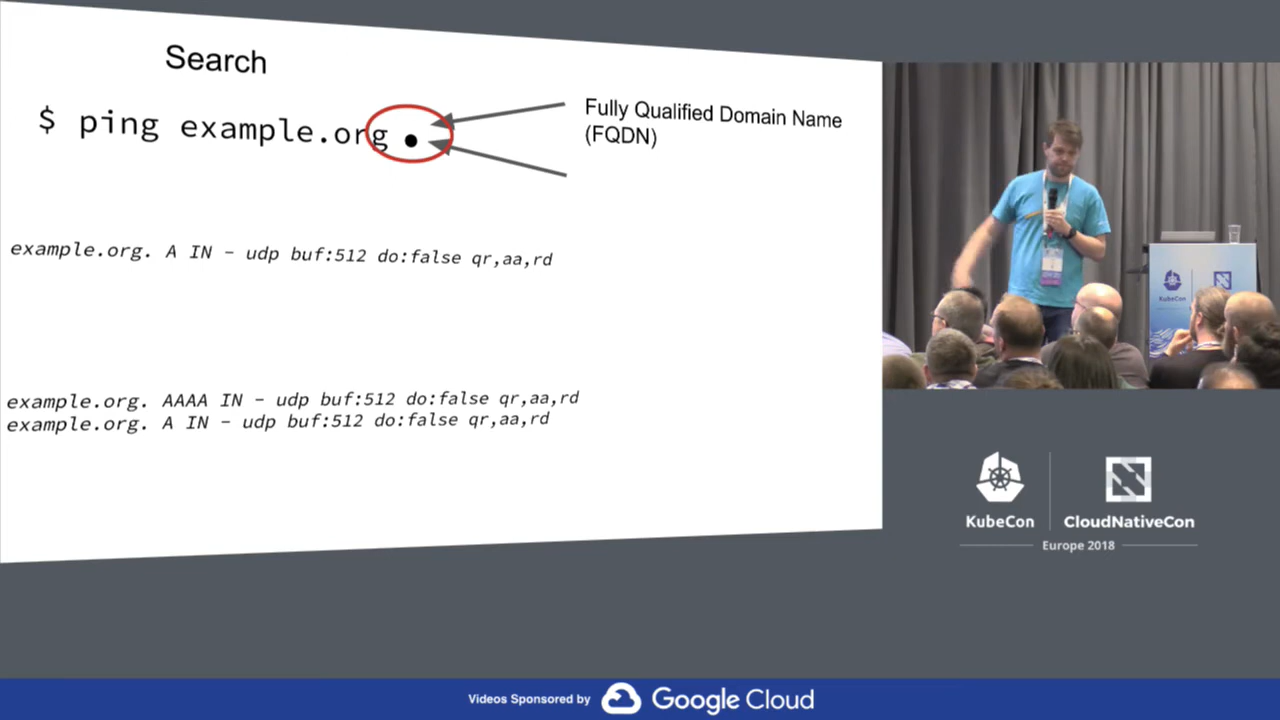 Search
$ ping example.org .
Fully Qualified Domain Name
(FQDN)
example.org. A IN - udp buf:512 do:false qr,aa,rd
example.org. AAAA IN - udp buf:512 do:false qr,aa,rd
example.org. A IN - udp buf:512 do:false qr,aa,rd
KubeCon
KubeCon
CloudNativeCon
Europe 2018
Videos Sponsored by Google Cloud